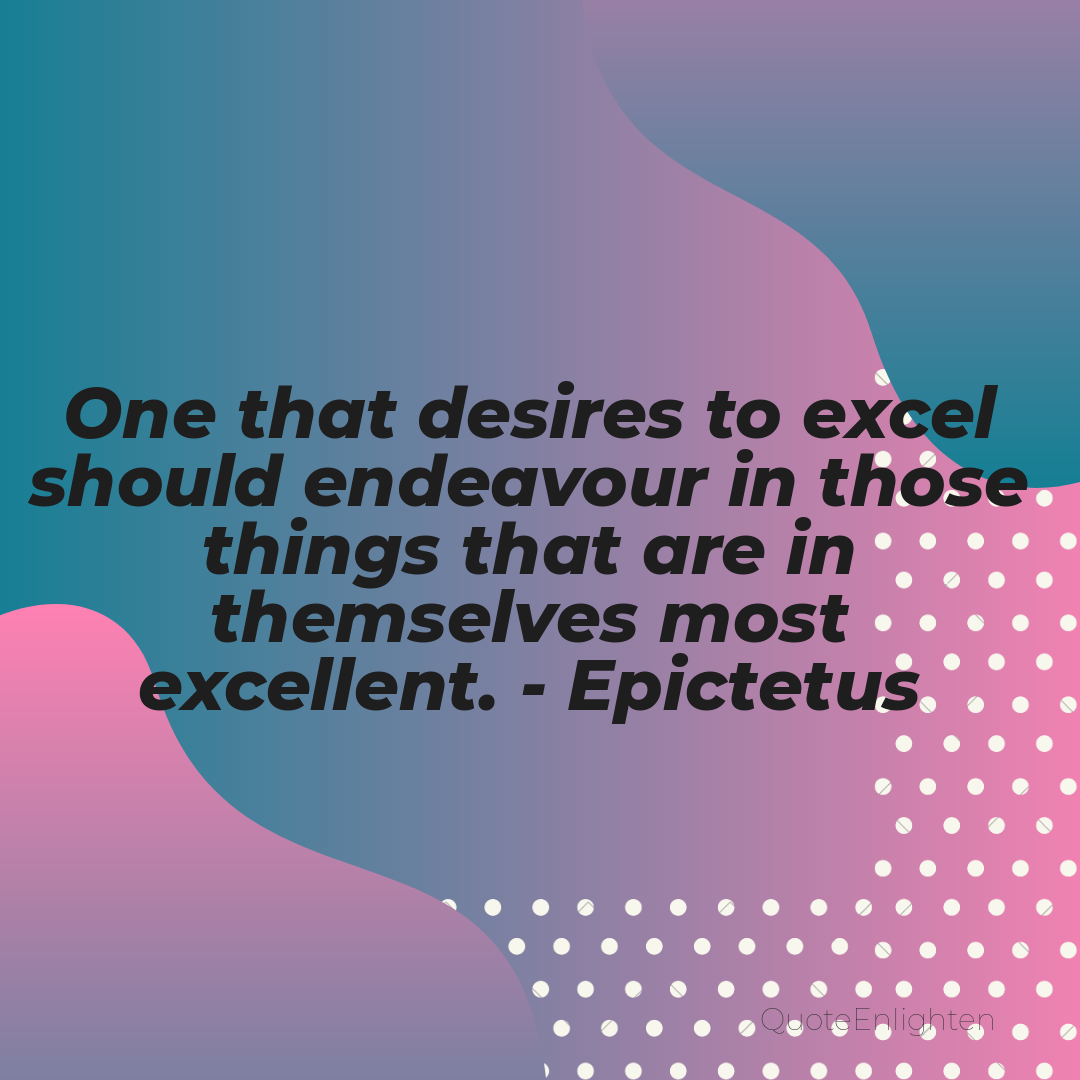 One that desires to excel
should endeavour in those
things that are in
themselves most
excellent. - Epictetus
QuoteEnlighten